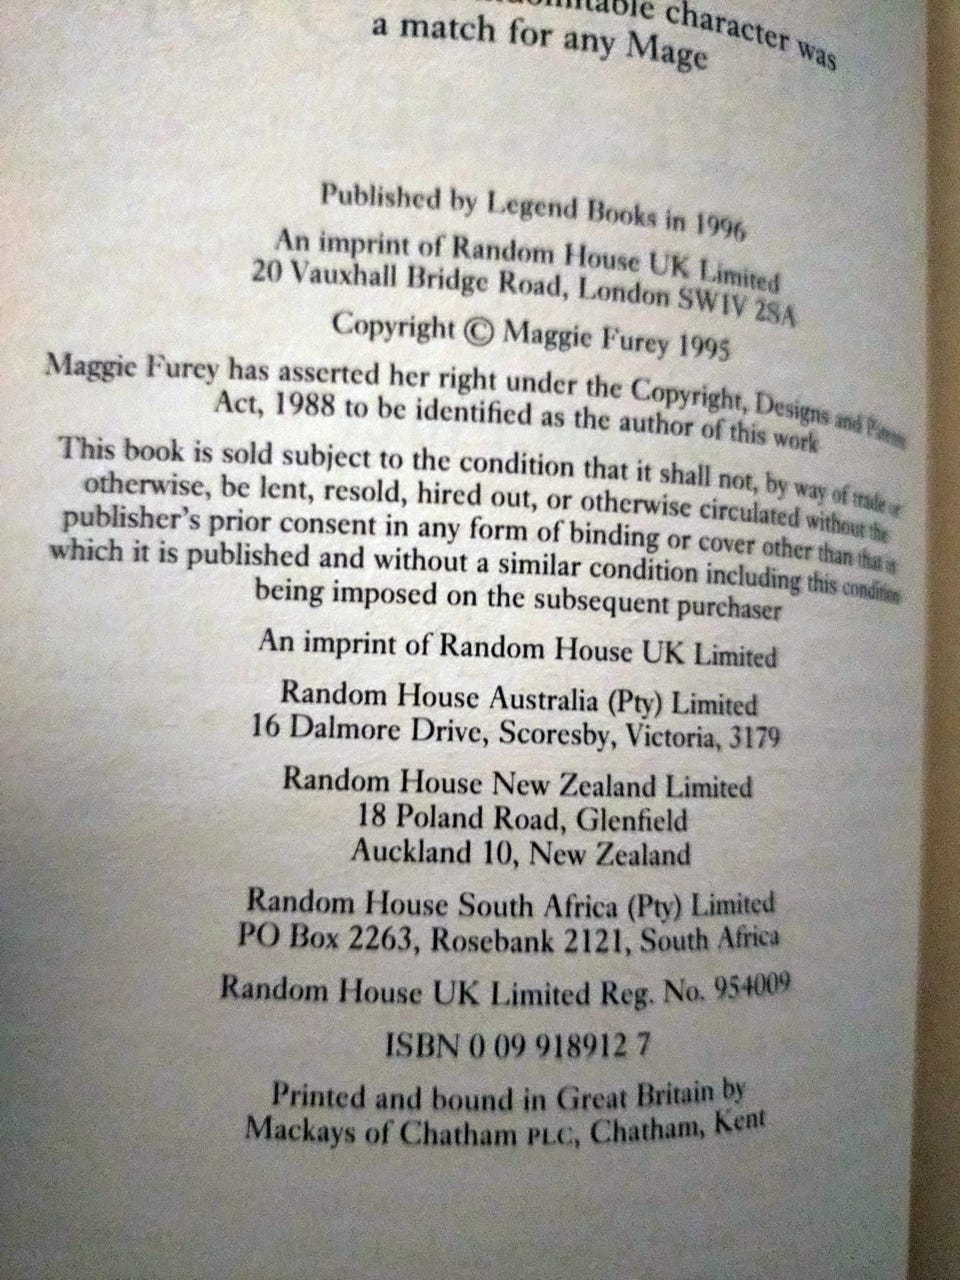 character was
a match for any Mage
Published by Legend Books in 1996
An imprint of Random House UK Limited
20 Vauxhall Bridge Road, London SW1V 2SA
Copyright © Maggie Furey 1995
Maggie Furey has asserted her right under the Copyright, Designs and Patents
Act, 1988 to be identified as the author of this work
This book is sold subject to the condition that it shall not, by way of trade or
otherwise, be lent, resold, hired out, or otherwise circulated without the
publisher's prior consent in any form of binding or cover other than that in
which it is published and without a similar condition including this condition
being imposed on the subsequent purchaser
An imprint of Random House UK Limited
Random House Australia (Pty) Limited
16 Dalmore Drive, Scoresby, Victoria, 3179
Random House New Zealand Limited
18 Poland Road, Glenfield
Auckland 10, New Zealand
Random House South Africa (Pty) Limited
PO Box 2263, Rosebank 2121, South Africa
Random House UK Limited Reg. No. 954009
ISBN 0 09 918912 7
Printed and bound in Great Britain by
Mackays of Chatham PLC, Chatham, Kent